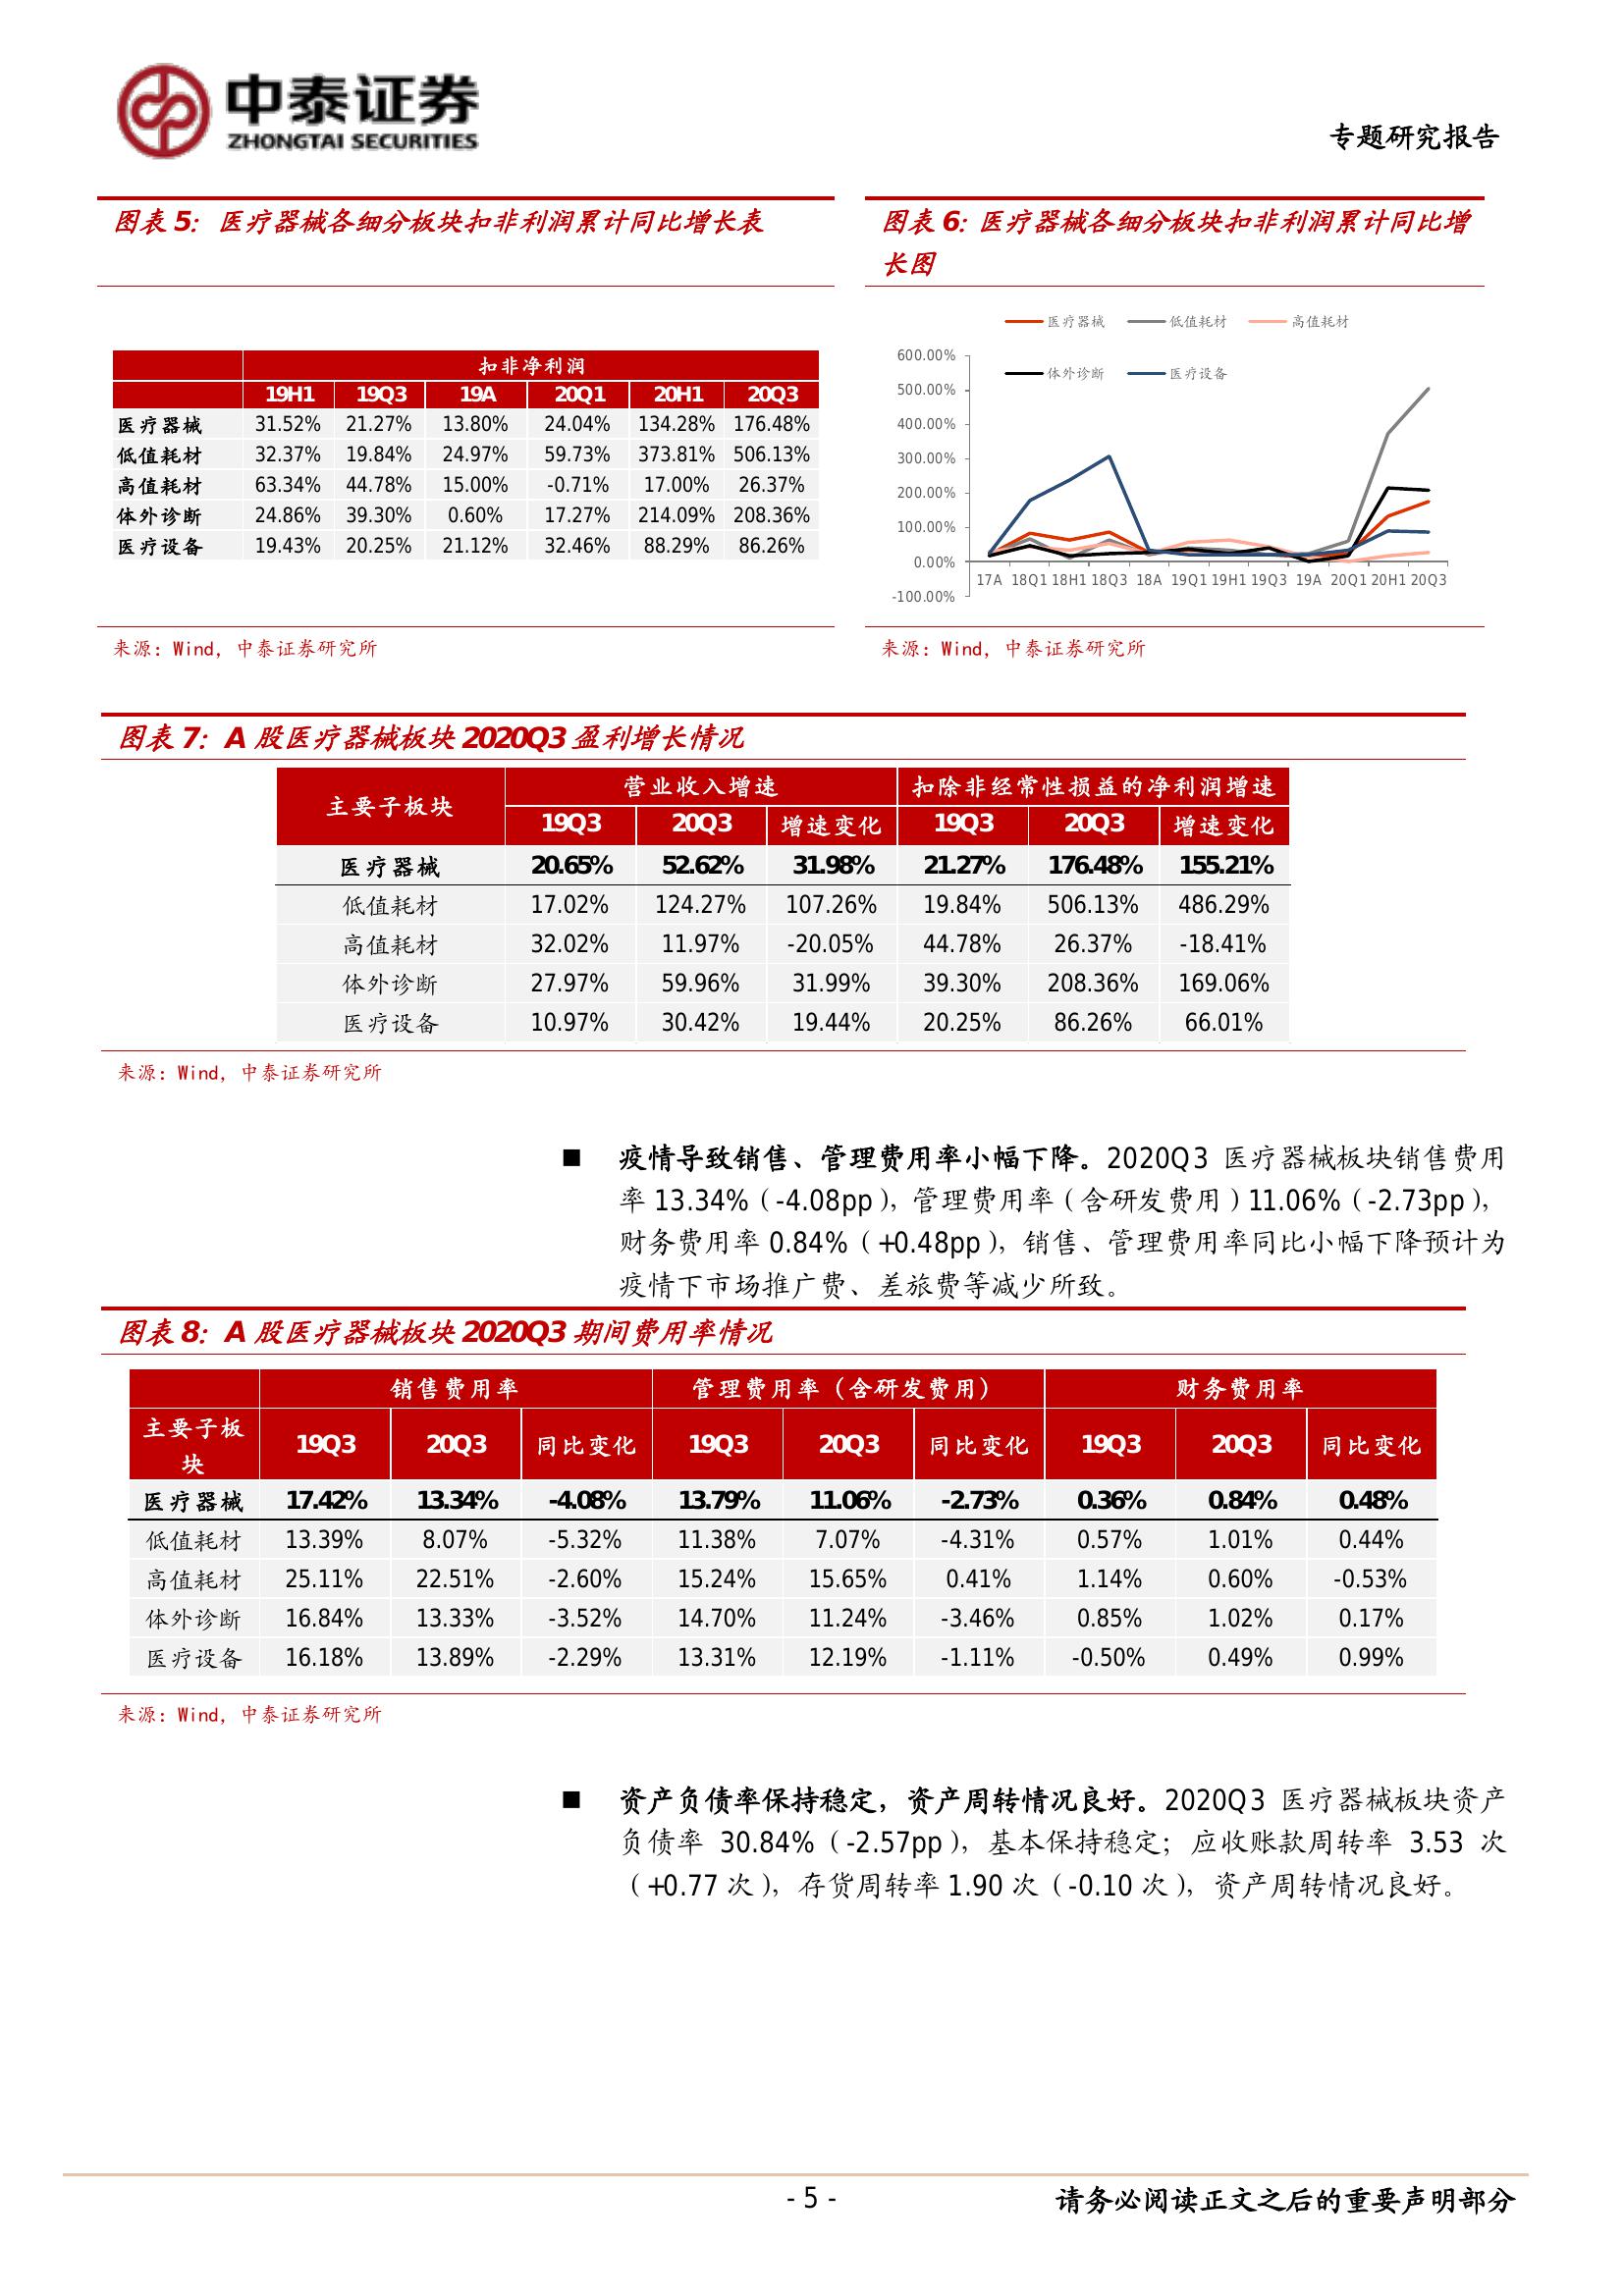 中泰证券
ZHONGTAI SECURITIES
专题研究报告
图表 5：医疗器械各细分板块扣非利润累计同比增长表
扣非净利润
19H1 19Q3 19A 20Q1 20H1 20Q3
医疗器械 31.52% 21.27% 13.80% 24.04% 134.28% 176.48%
低值耗材 32.37% 19.84% 24.97% 59.73% 373.81% 506.13%
高值耗材 63.34% 44.78% 15.00% -0.71% 17.00% 26.37%
体外诊断 24.86% 39.30% 0.60% 17.27% 214.09% 208.36%
医疗设备 19.43% 20.25% 21.12% 32.46% 88.29% 86.26%
来源：Wind，中泰证券研究所
图表 6：医疗器械各细分板块扣非利润累计同比增
长图
医疗器械 低值耗材 高值耗材
体外诊断 医疗设备
600.00%
500.00%
400.00%
300.00%
200.00%
100.00%
0.00%
-100.00%
17A 18Q1 18H1 18Q3 18A 19Q1 19H1 19Q3 19A 20Q1 20H1 20Q3
来源：Wind，中泰证券研究所
图表 7：A 股医疗器械板块 2020Q3 盈利增长情况
主要子板块 营业收入增速 扣除非经常性损益的净利润增速
19Q3 20Q3 增速变化 19Q3 20Q3 增速变化
医疗器械 20.65% 52.62% 31.98% 21.27% 176.48% 155.21%
低值耗材 17.02% 124.27% 107.26% 19.84% 506.13% 486.29%
高值耗材 32.02% 11.97% -20.05% 44.78% 26.37% -18.41%
体外诊断 27.97% 59.96% 31.99% 39.30% 208.36% 169.06%
医疗设备 10.97% 30.42% 19.44% 20.25% 86.26% 66.01%
来源：Wind，中泰证券研究所
■ 疫情导致销售、管理费用率小幅下降。2020Q3 医疗器械板块销售费用
率 13.34%（-4.08pp），管理费用率（含研发费用）11.06%（-2.73pp），
财务费用率 0.84%（+0.48pp），销售、管理费用率同比小幅下降预计为
疫情下市场推广费、差旅费等减少所致。
图表 8：A 股医疗器械板块 2020Q3 期间费用率情况
销售费用率 管理费用率（含研发费用） 财务费用率
主要子板
块 19Q3 20Q3 同比变化 19Q3 20Q3 同比变化 19Q3 20Q3 同比变化
医疗器械 17.42% 13.34% -4.08% 13.79% 11.06% -2.73% 0.36% 0.84% 0.48%
低值耗材 13.39% 8.07% -5.32% 11.38% 7.07% -4.31% 0.57% 1.01% 0.44%
高值耗材 25.11% 22.51% -2.60% 15.24% 15.65% 0.41% 1.14% 0.60% -0.53%
体外诊断 16.84% 13.33% -3.52% 14.70% 11.24% -3.46% 0.85% 1.02% 0.17%
医疗设备 16.18% 13.89% -2.29% 13.31% 12.19% -1.11% -0.50% 0.49% 0.99%
来源：Wind，中泰证券研究所
■ 资产负债率保持稳定，资产周转情况良好。2020Q3 医疗器械板块资产
负债率 30.84%（-2.57pp），基本保持稳定；应收账款周转率 3.53 次
（+0.77 次），存货周转率 1.90 次（-0.10 次），资产周转情况良好。
- 5 -
请务必阅读正文之后的重要声明部分